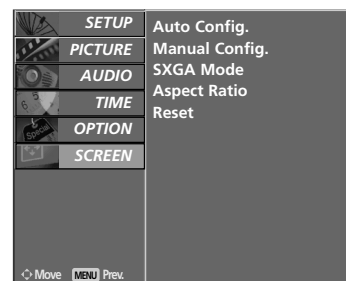 SETUP
PICTURE
AUDIO
TIME
OPTION
SCREEN
Auto Config.
Manual Config.
SXGA Mode
Aspect Ratio
Reset
Move MENU Prev.